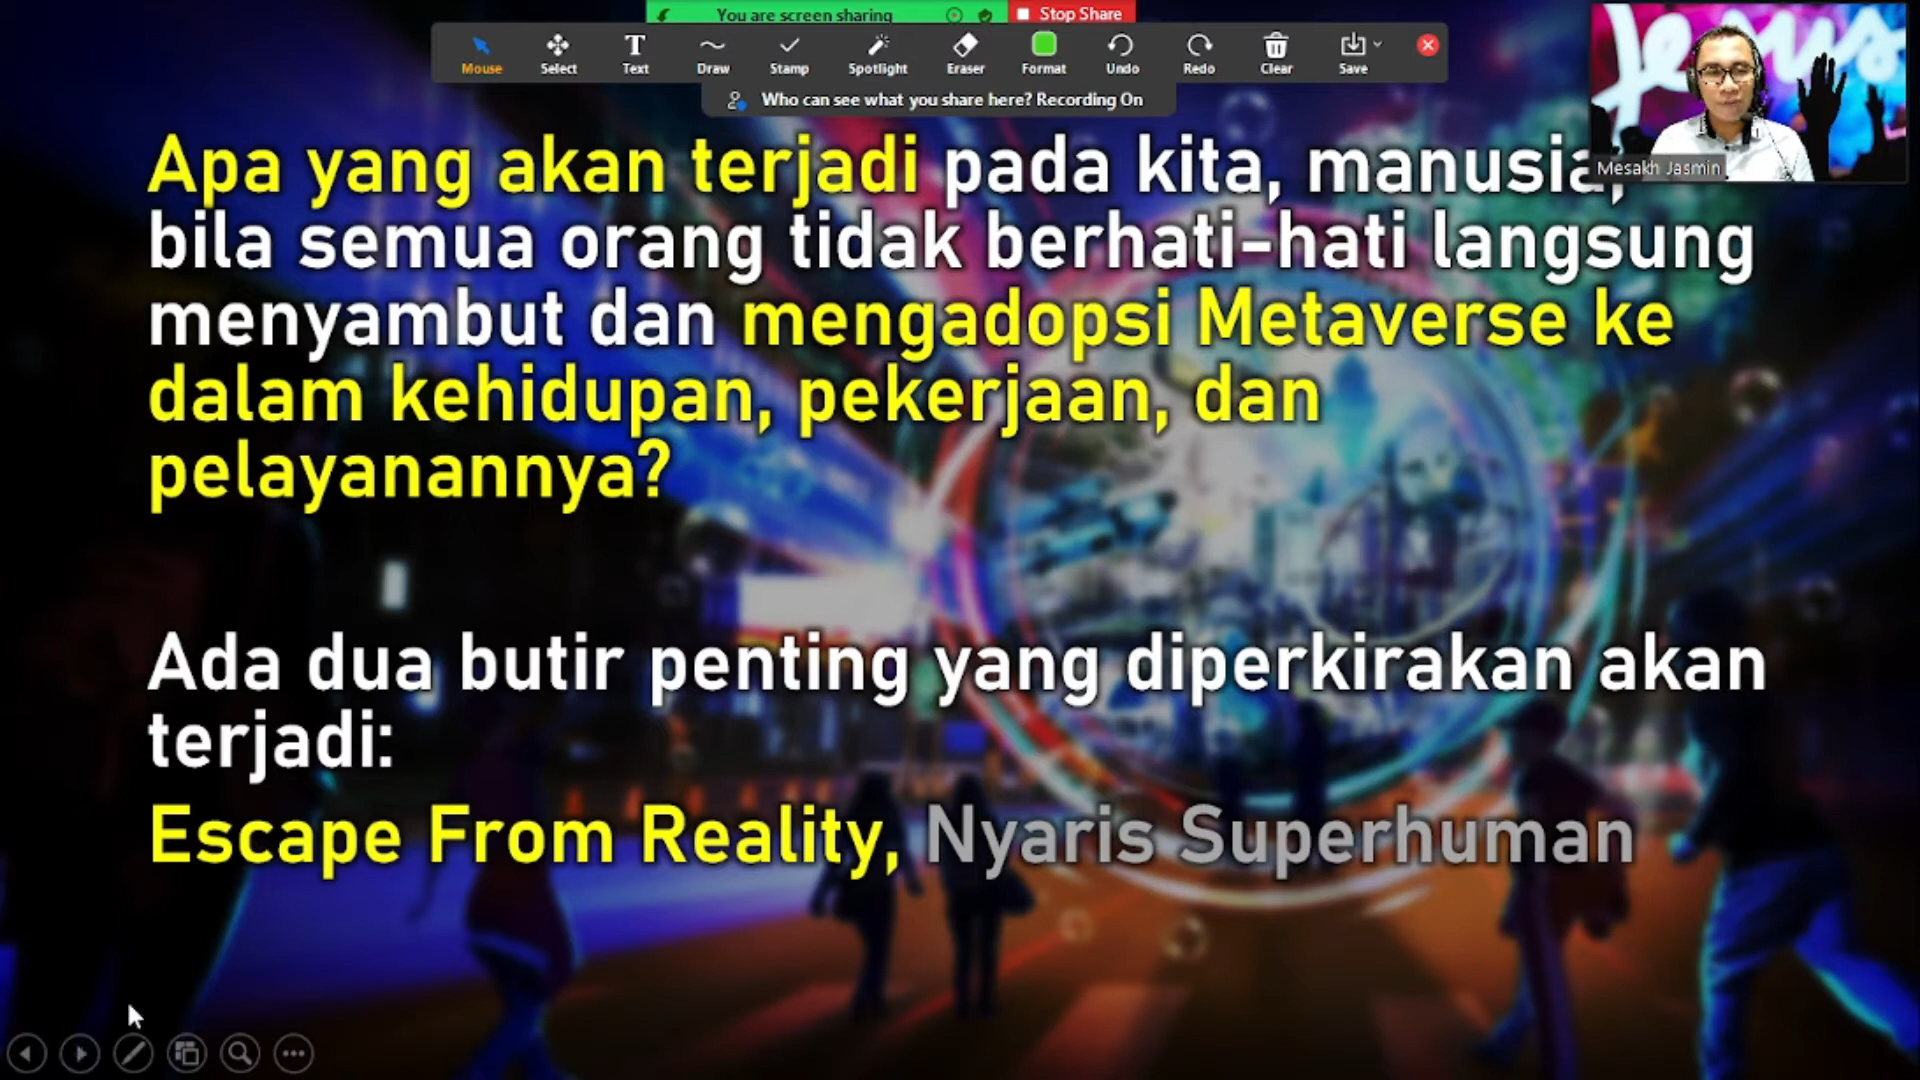 You are screen sharing
Stop Share
Mouse
Select
Text
Draw
Stamp
Spotlight
Eraser
Format
Undo
Redo
Clear
Save
Who can see what you share here? Recording On
Jesus
Mesakh Jasmin
Apa yang akan terjadi pada kita, manusia,
bila semua orang tidak berhati-hati langsung
menyambut dan mengadopsi Metaverse ke
dalam kehidupan, pekerjaan, dan
pelayanannya?
Ada dua butir penting yang diperkirakan akan
terjadi:
Escape From Reality, Nyaris Superhuman